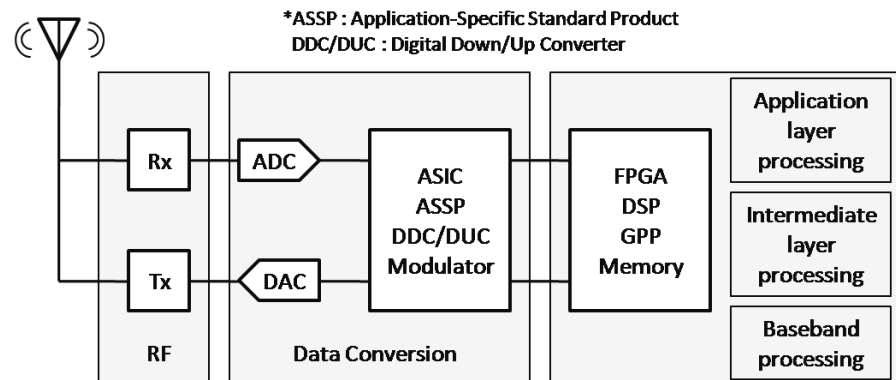 *ASSP : Application-Specific Standard Product
DDC/DUC : Digital Down/Up Converter
Rx
ADC
Tx
DAC
RF
ASIC
ASSP
DDC/DUC
Modulator
Data Conversion
FPGA
DSP
GPP
Memory
Application
layer
processing
Intermediate
layer
processing
Baseband
processing